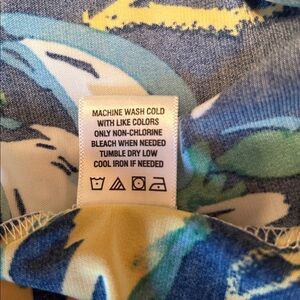 MACHINE WASH COLD
WITH LIKE COLORS
ONLY NON-CHLORINE
BLEACH WHEN NEEDED
TUMBLE DRY LOW
COOL IRON IF NEEDED